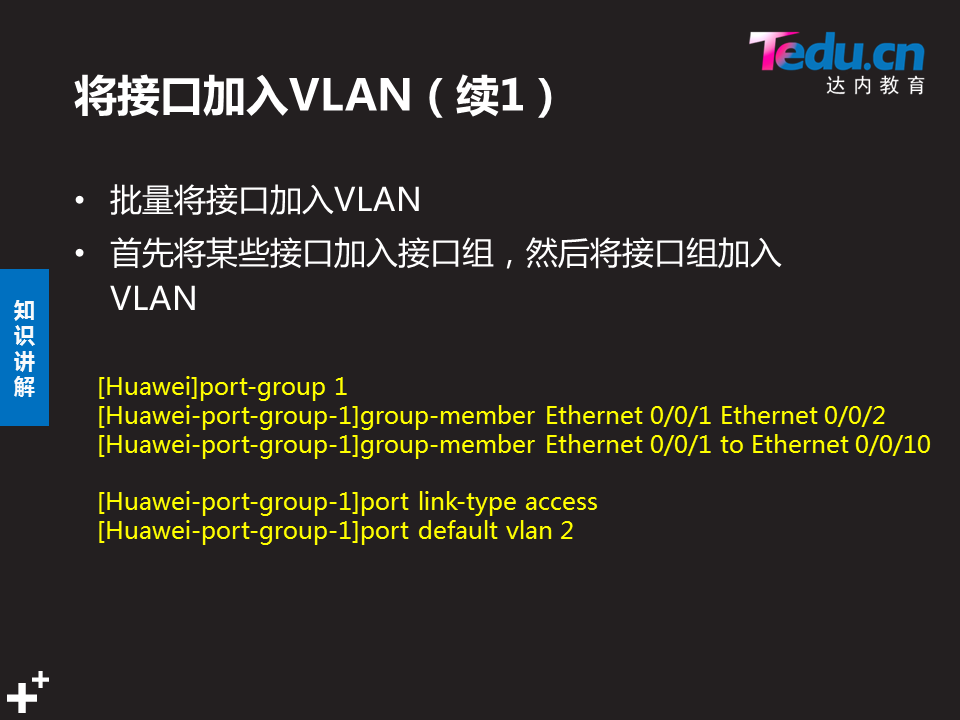 Tedu.cn
达内教育
将接口加入VLAN（续1）
• 批量将接口加入VLAN
• 首先将某些接口加入接口组，然后将接口组加入
VLAN
知
识
讲
解
[Huawei]port-group 1
[Huawei-port-group-1]group-member Ethernet 0/0/1 Ethernet 0/0/2
[Huawei-port-group-1]group-member Ethernet 0/0/1 to Ethernet 0/0/10
[Huawei-port-group-1]port link-type access
[Huawei-port-group-1]port default vlan 2